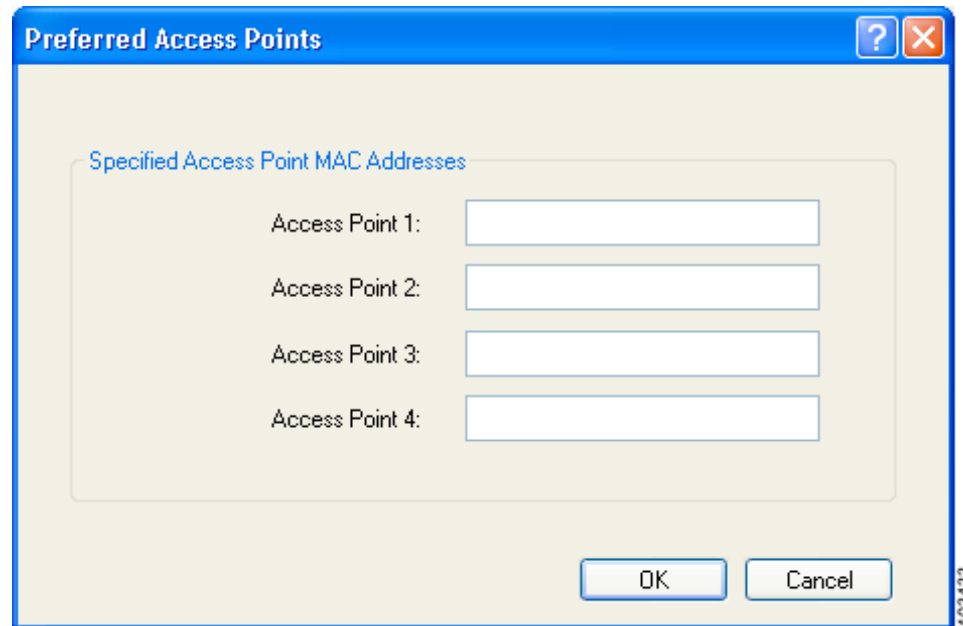 Preferred Access Points
?
Specified Access Point MAC Addresses
Access Point 1:
Access Point 2:
Access Point 3:
Access Point 4:
OK
Cancel